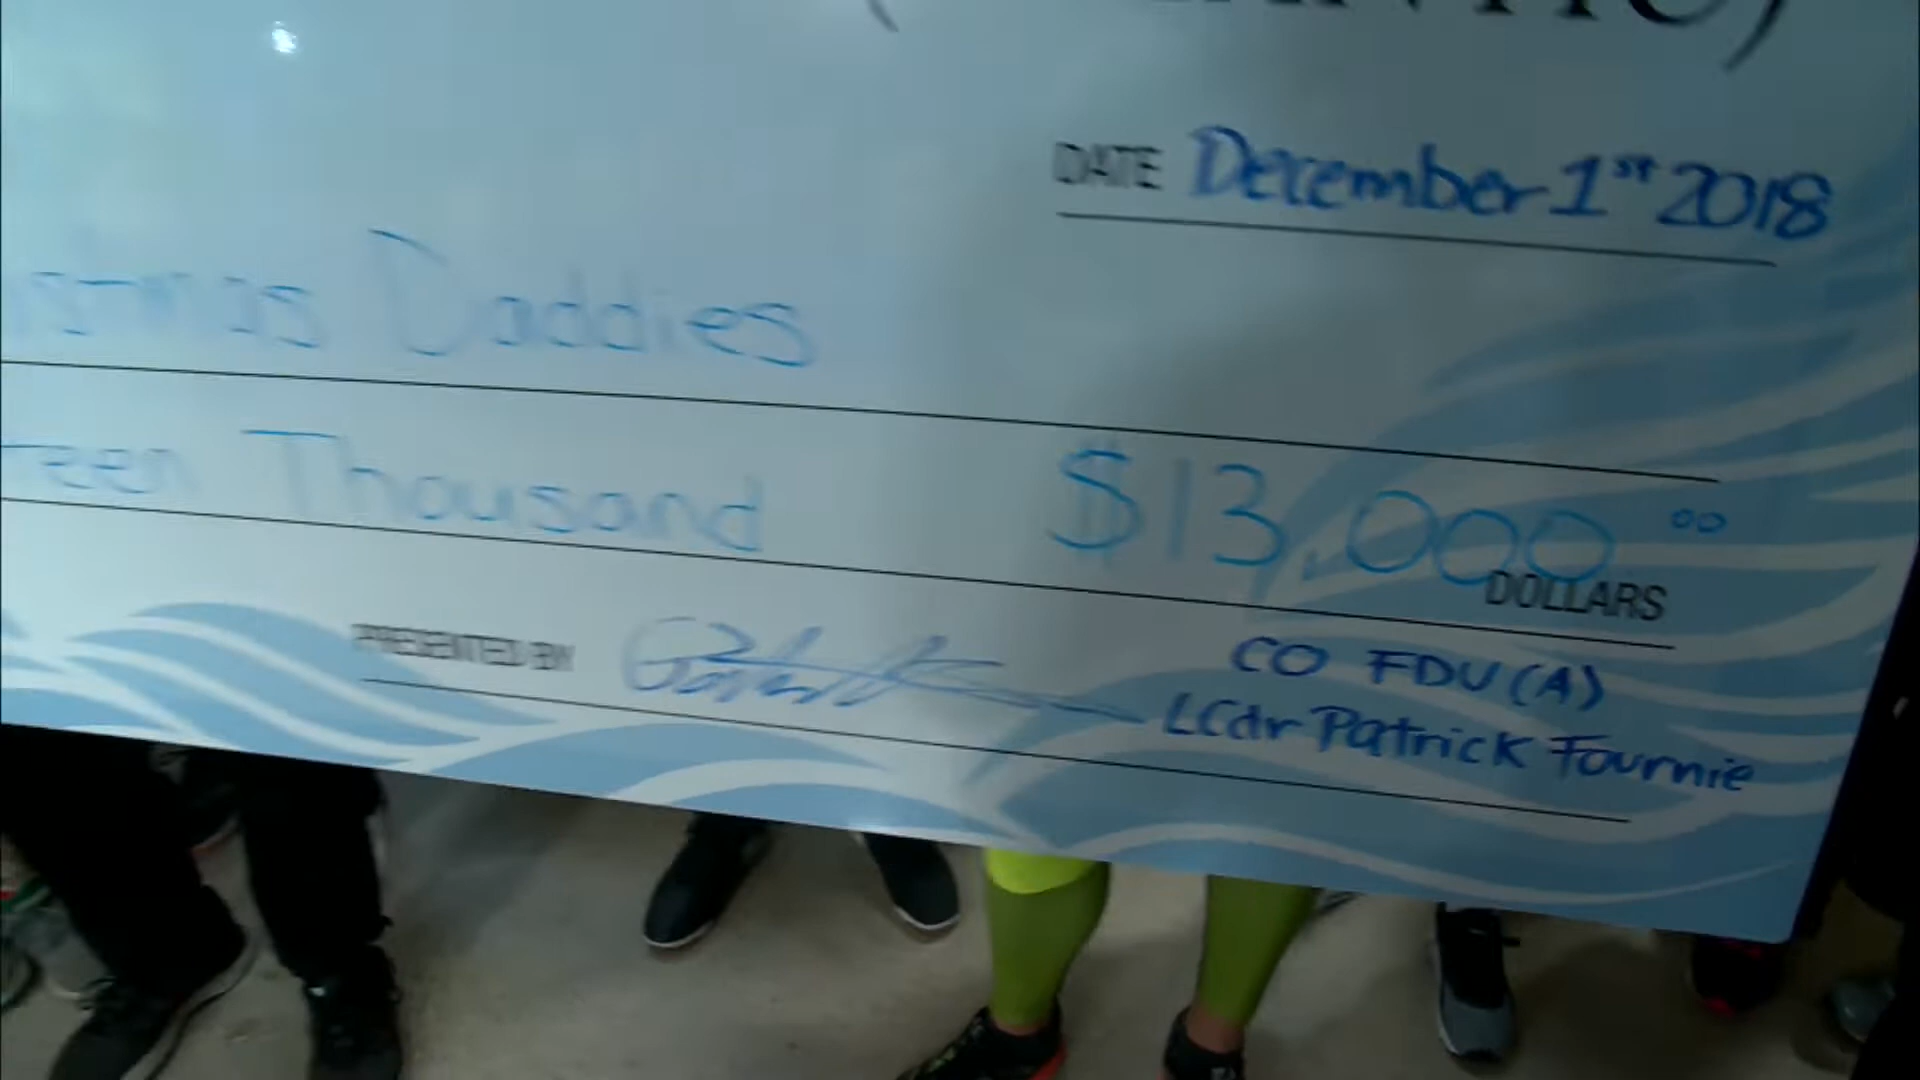 DATE December 1st 2018
Daddies
Thousand $13,000.00
DOLLARS
PRESENTED BY
CO FDU (A)
LCdr Patrick Fournie